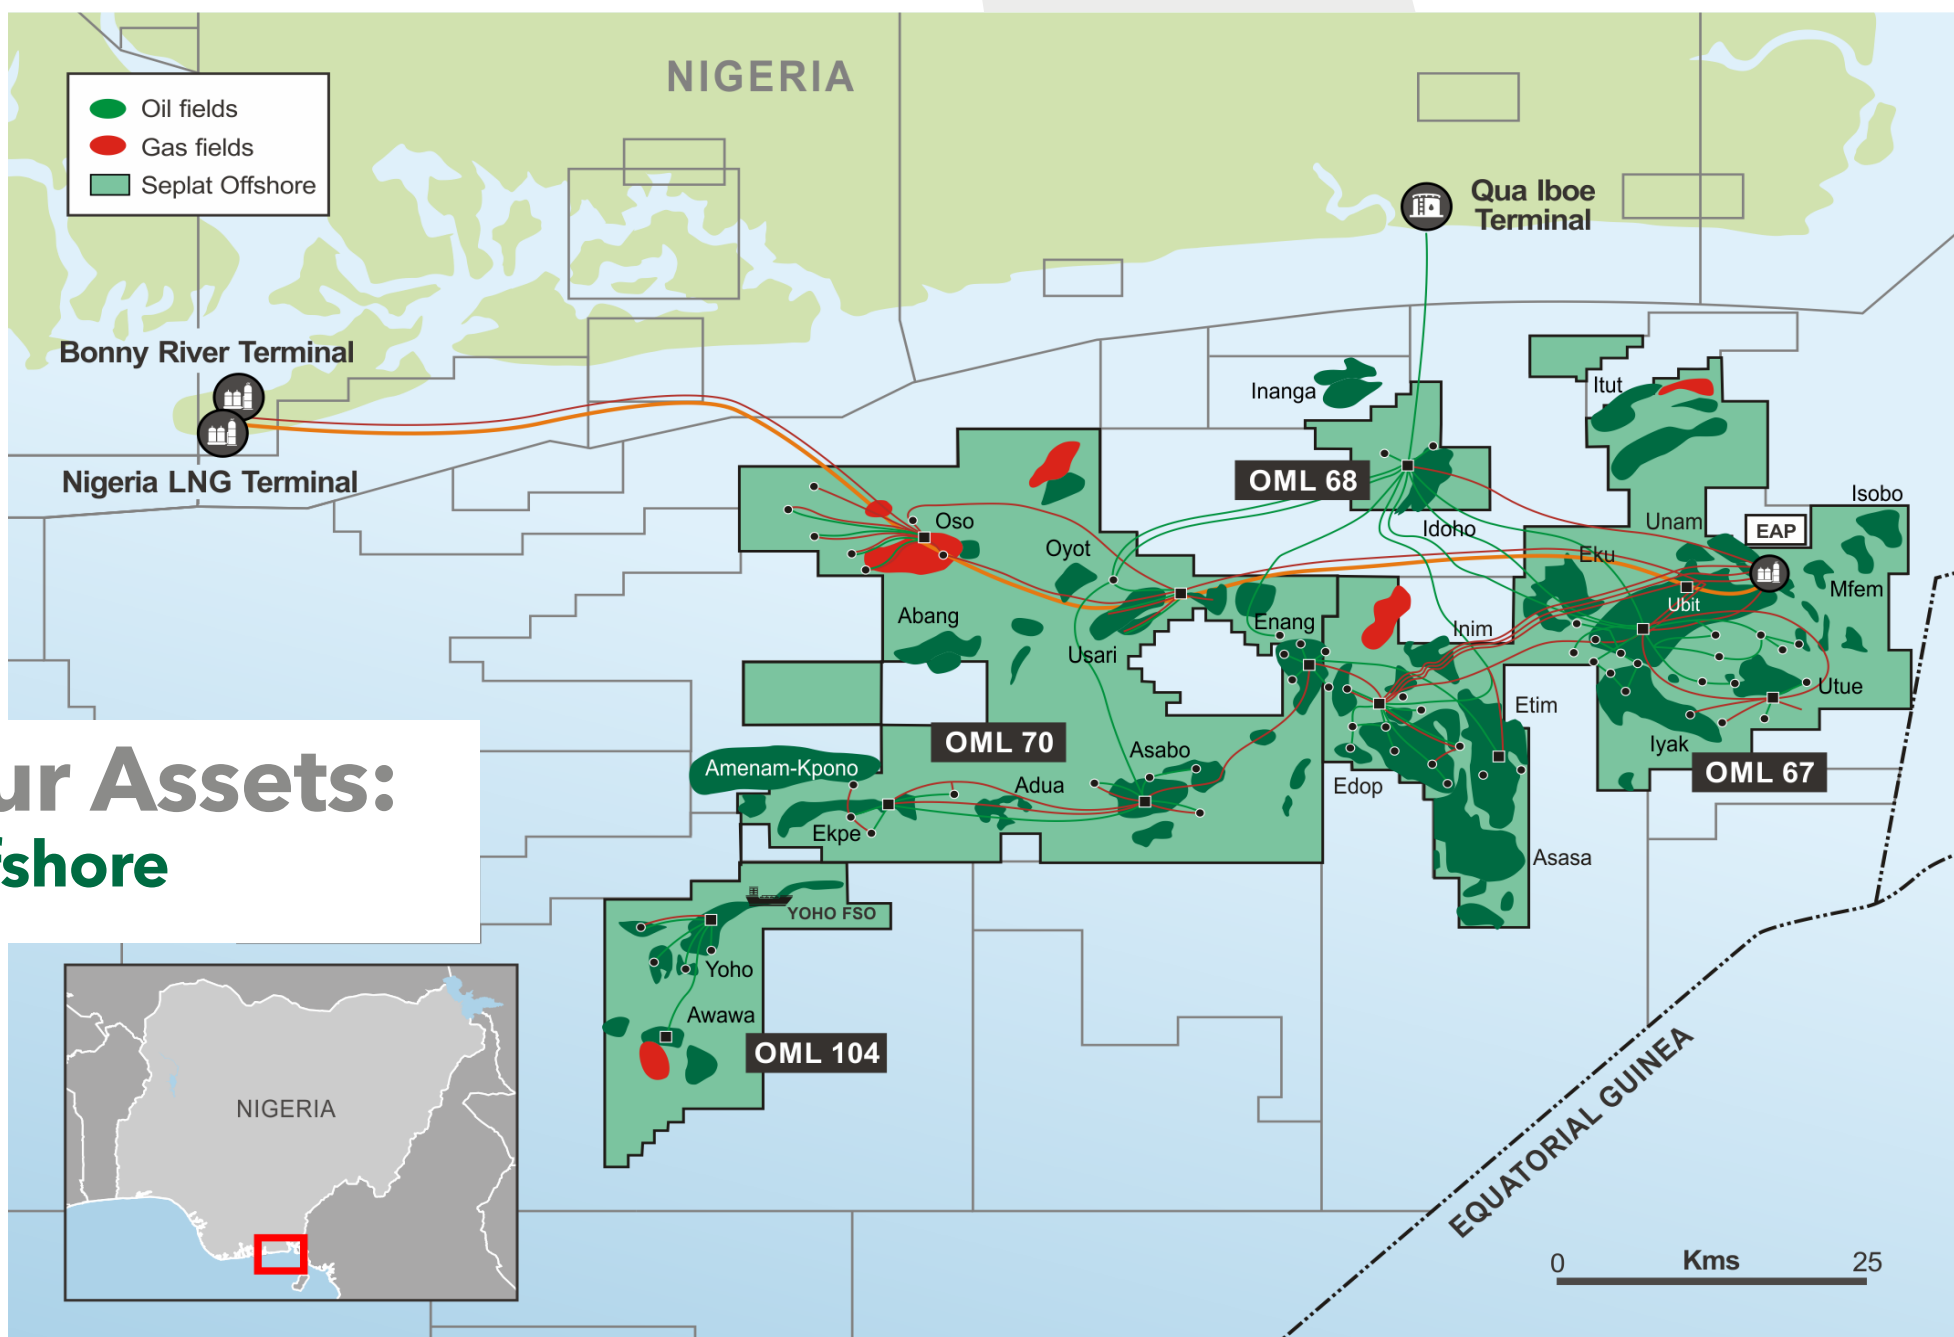 NIGERIA
Oil fields
Gas fields
Seplat Offshore
Qua Iboe
Terminal
Bonny River Terminal
Nigeria LNG Terminal
Inanga
Itut
OML 68
Isobo
Oso
Idoho
Unam
EAP
Oyot
Eku
Mfem
Ubit
Abang
Enang
Inim
Usari
Utue
Etim
OML 70
Asabo
Iyak
Amenam-Kpono
Adua
Edop
OML 67
ur Assets:
Ekpe
fshore
Asasa
YOHO FSO
Yoho
Awawa
OML 104
NIGERIA
EQUATORIAL GUINEA
0 Kms 25